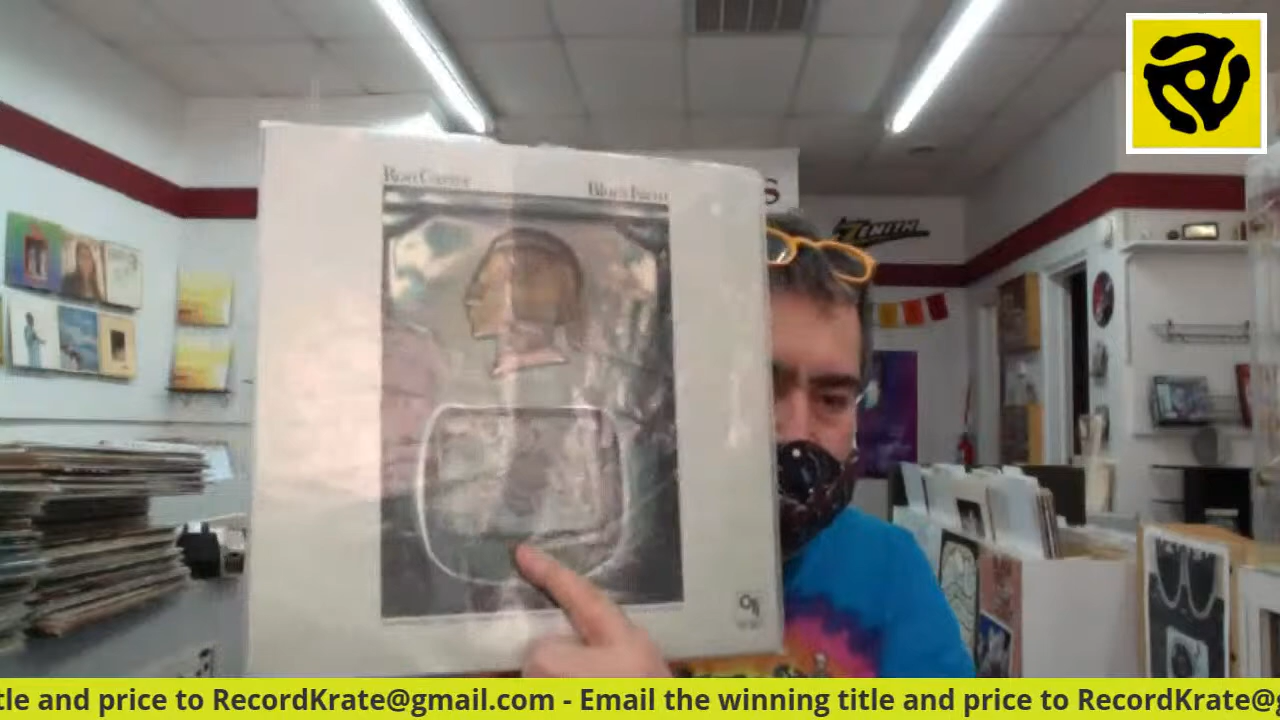 Ron Carter
Blues Farm
S
ZENITH
CTI
tle and price to RecordKrate@gmail.com - Email the winning title and price to RecordKrate@g